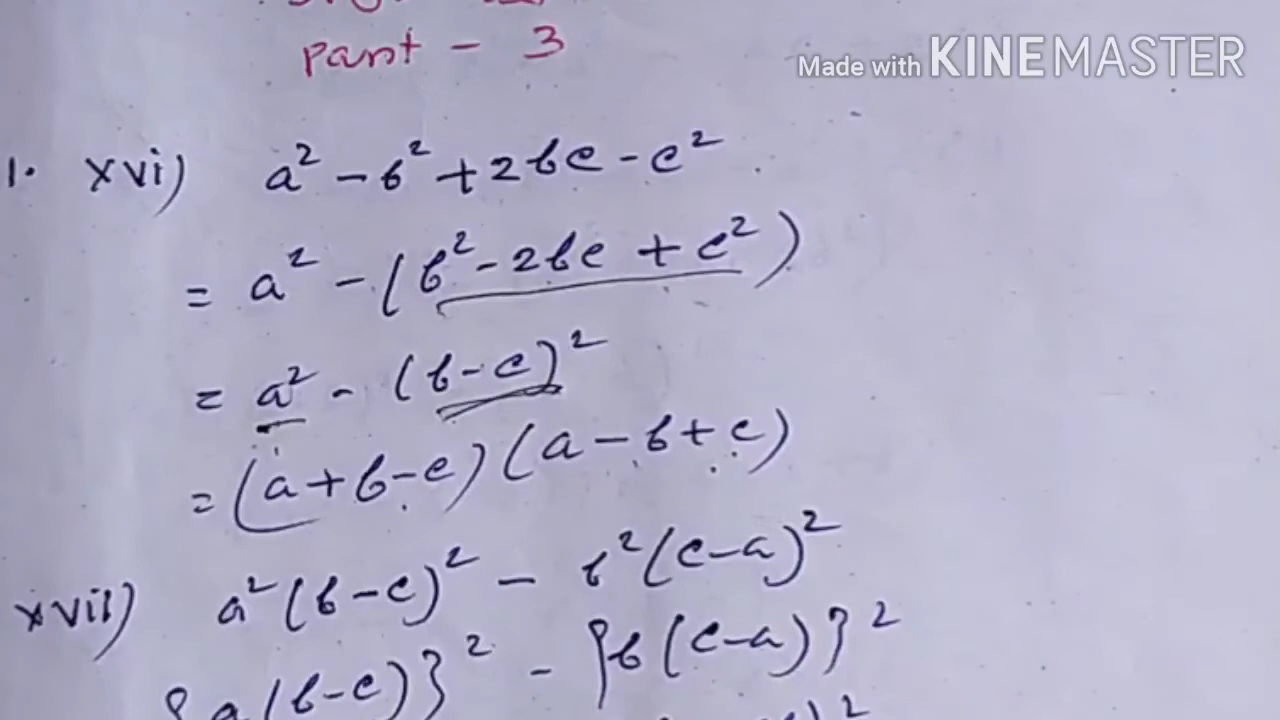 part - 3
Made with KINEMASTER
1. xvi) a² - b² + 2bc - c²
= a² - (b² - 2bc + c²)
= a² - (b - c)²
= (a + b - c) (a - b + c)
xvii) a² (b - c)² - b² (c - a)²
{a (b - c)}² - {b (c - a)}²